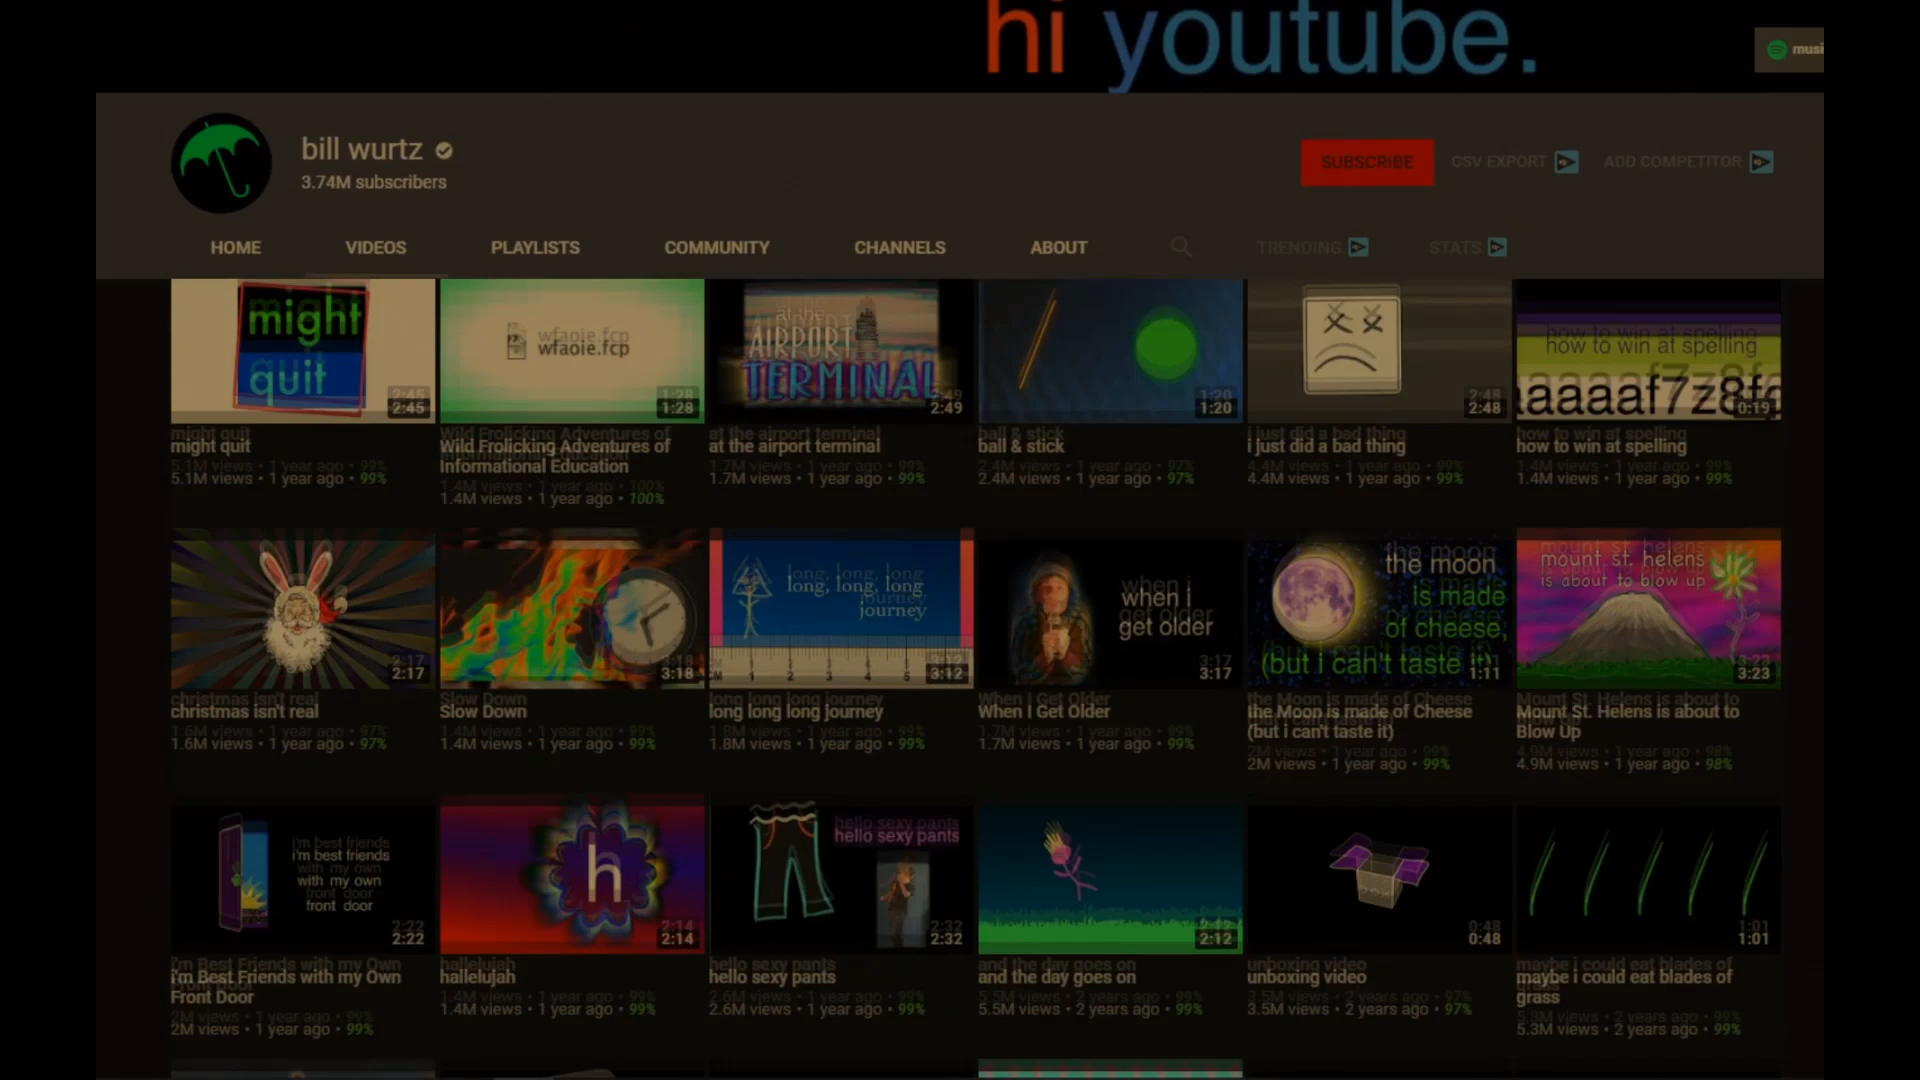 hi youtube.
musi
bill wurtz
3.74M subscribers
SUBSCRIBE
CSV EXPORT
ADD COMPETITOR
HOME
VIDEOS
PLAYLISTS
COMMUNITY
CHANNELS
ABOUT
TRENDING
STATS
might
quit
2:45
might quit
5.1M views • 1 year ago • 99%
wfaoie.fcp
1:28
Wild Frolicking Adventures of
Informational Education
1.4M views • 1 year ago • 100%
at the
AIRPORT
TERMINAL
2:49
at the airport terminal
1.7M views • 1 year ago • 99%
1:20
ball & stick
2.4M views • 1 year ago • 97%
2:48
i just did a bad thing
4.4M views • 1 year ago • 99%
how to win at spelling
aaaaaf7z8fc
0:19
how to win at spelling
1.4M views • 1 year ago • 99%
2:17
christmas isn't real
1.6M views • 1 year ago • 97%
3:18
Slow Down
1.4M views • 1 year ago • 99%
long, long, long
journey
CM 1 2 3 4 5
3:12
long long long journey
1.8M views • 1 year ago • 99%
when i
get older
3:17
When I Get Older
1.7M views • 1 year ago • 99%
the moon
is made
of cheese,
(but i can't taste it)
1:11
the Moon is made of Cheese
(but i can't taste it)
2M views • 1 year ago • 99%
mount st. helens
is about to blow up
3:23
Mount St. Helens is about to
Blow Up
4.9M views • 1 year ago • 98%
i'm best friends
with my own
front door
2:22
i'm Best Friends with my Own
Front Door
2M views • 1 year ago • 99%
h
2:14
hallelujah
1.4M views • 1 year ago • 99%
hello sexy pants
2:32
hello sexy pants
2.6M views • 1 year ago • 99%
2:12
and the day goes on
5.5M views • 2 years ago • 99%
0:48
unboxing video
3.5M views • 2 years ago • 97%
1:01
maybe i could eat blades of
grass
5.3M views • 2 years ago • 99%